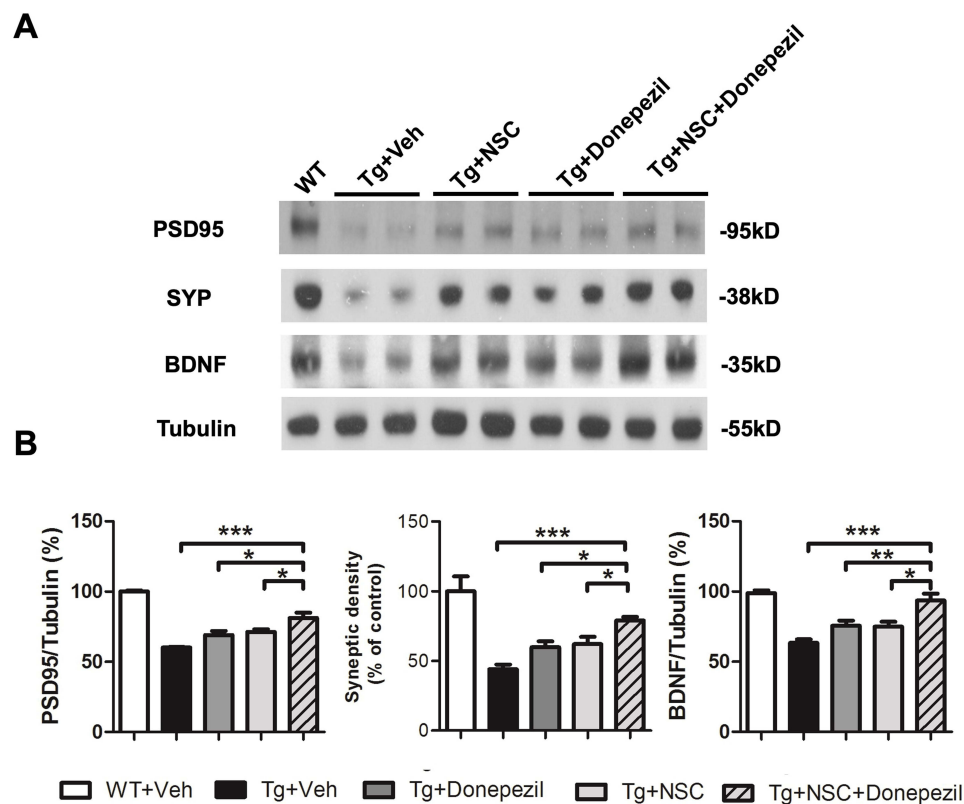 A
WT
Tg+Veh
Tg+NSC
Tg+Donepezil
Tg+NSC+Donepezil
PSD95
-95kD
SYP
-38kD
BDNF
-35kD
Tubulin
-55kD
B
PSD95/Tubulin (%)
150
100
50
0
***
*
*
Syneptic density
(% of control)
150
100
50
0
***
*
*
BDNF/Tubulin (%)
150
100
50
0
***
**
*
WT+Veh
Tg+Veh
Tg+Donepezil
Tg+NSC
Tg+NSC+Donepezil